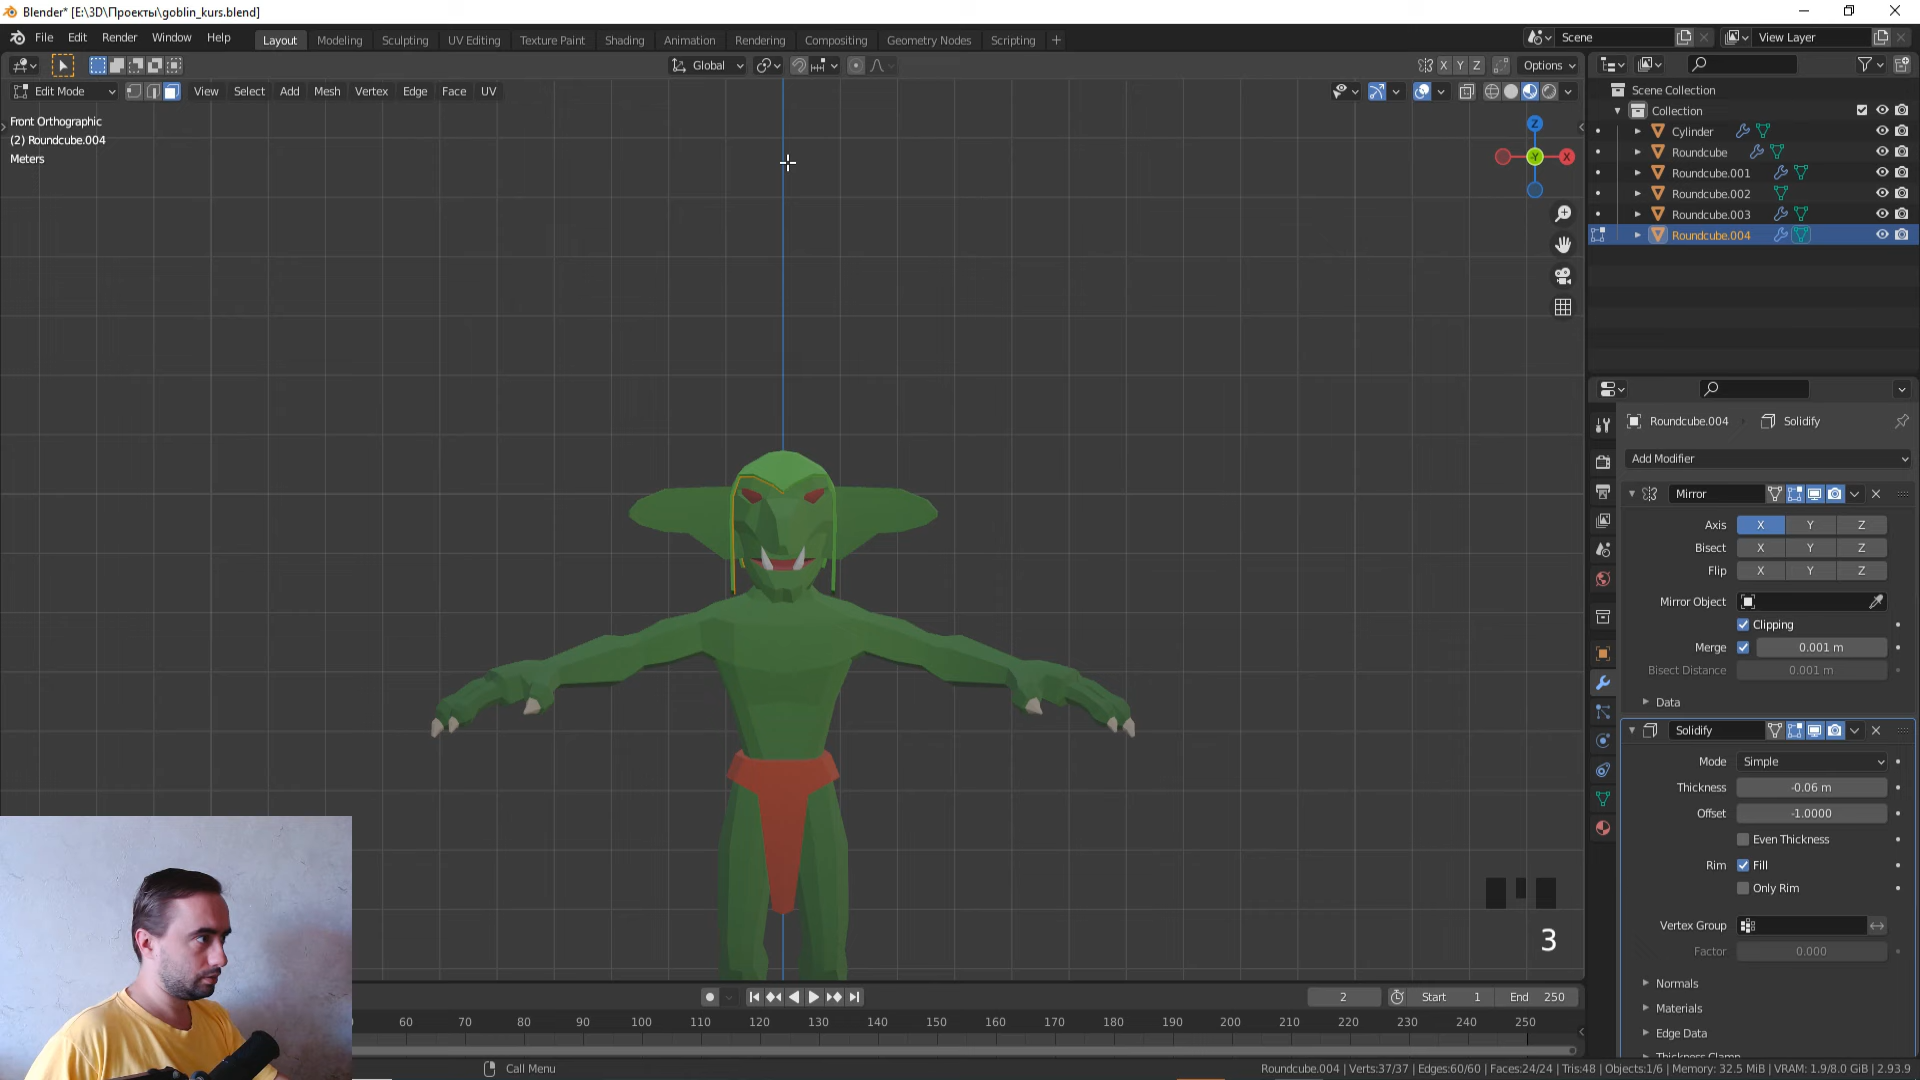 Blender* [E:\3D\Проекты\goblin_kurs.blend]
File Edit Render Window Help
Layout Modeling Sculpting UV Editing Texture Paint Shading Animation Rendering Compositing Geometry Nodes Scripting +
Scene
View Layer
Global
X Y Z
Options
Edit Mode
View Select Add Mesh Vertex Edge Face UV
Front Orthographic
(2) Roundcube.004
Meters
Z
Y
X
Scene Collection
Collection
Cylinder
Roundcube
Roundcube.001
Roundcube.002
Roundcube.003
Roundcube.004
Roundcube.004
Solidify
Add Modifier
Mirror
Axis X Y Z
Bisect X Y Z
Flip X Y Z
Mirror Object
Clipping
Merge 0.001 m
Bisect Distance 0.001 m
Data
Solidify
Mode Simple
Thickness -0.06 m
Offset -1.0000
Even Thickness
Rim Fill
Only Rim
Vertex Group
Factor 0.000
Normals
Materials
Edge Data
Thickness Clamp
3
2
Start 1
End 250
60 70 80 90 100 110 120 130 140 150 160 170 180 190 200 210 220 230 240 250
Call Menu
Roundcube.004 | Verts:37/37 | Edges:60/60 | Faces:24/24 | Tris:48 | Objects:1/6 | Memory: 32.5 MiB | VRAM: 1.9/8.0 GiB | 2.93.9